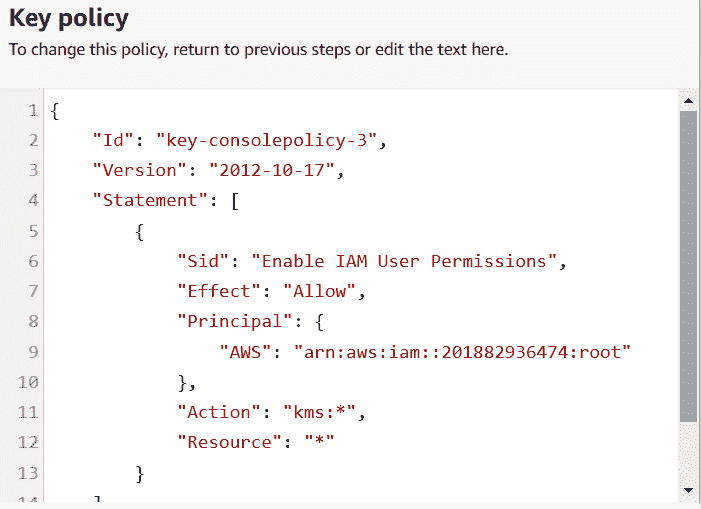 Key policy
To change this policy, return to previous steps or edit the text here.
1 {
2 "Id": "key-consolepolicy-3",
3 "Version": "2012-10-17",
4 "Statement": [
5 {
6 "Sid": "Enable IAM User Permissions",
7 "Effect": "Allow",
8 "Principal": {
9 "AWS": "arn:aws:iam::201882936474:root"
10 },
11 "Action": "kms:*",
12 "Resource": "*"
13 }
14 ]